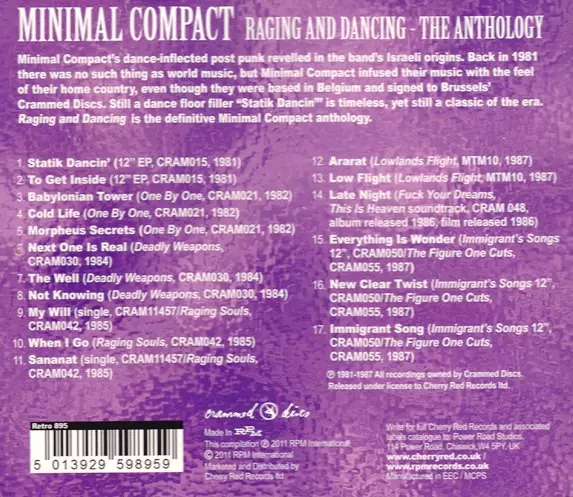 MINIMAL COMPACT RAGING AND DANCING - THE ANTHOLOGY
Minimal Compact's dance-inflected post punk revelled in the band's Israeli origins. Back in 1981
there was no such thing as world music, but Minimal Compact infused their music with the feel
of their home country, even though they were based in Belgium and signed to Brussels'
Crammed Discs. Still a dance floor filler "Statik Dancin'" is timeless, yet still a classic of the era.
Raging and Dancing is the definitive Minimal Compact anthology.
1. Statik Dancin' (12" EP, CRAM015, 1981)
2. To Get Inside (12" EP, CRAM015, 1981)
3. Babylonian Tower (One By One, CRAM021, 1982)
4. Cold Life (One By One, CRAM021, 1982)
5. Morpheus Secrets (One By One, CRAM021, 1982)
5. Next One Is Real (Deadly Weapons,
CRAM030, 1984)
7. The Well (Deadly Weapons, CRAM030, 1984)
8. Not Knowing (Deadly Weapons, CRAM030, 1984)
9. My Will (single, CRAM11457/Raging Souls,
CRAM042, 1985)
10. When I Go (Raging Souls, CRAM042, 1985)
11. Sananat (single, CRAM11457/Raging Souls,
CRAM042, 1985)
12. Ararat (Lowlands Flight, MTM10, 1987)
13. Low Flight (Lowlands Flight, MTM10, 1987)
14. Late Night (Fuck Your Dreams,
This Is Heaven soundtrack, CRAM 048,
album released 1986, film released 1986)
15. Everything Is Wonder (Immigrant's Songs
12", CRAM050/The Figure One Cuts,
CRAM055, 1987)
16. New Clear Twist (Immigrant's Songs 12",
CRAM050/The Figure One Cuts,
CRAM055, 1987)
17. Immigrant Song (Immigrant's Songs 12",
CRAM050/The Figure One Cuts,
CRAM055, 1987)
℗ 1981-1987 All recordings owned by Crammed Discs.
Released under license to Cherry Red Records ltd.
Retro 895
5 013929 598959
crammed discs
Made In RPM
This compilation ℗ 2011 RPM International
© 2011 RPM International
Marketed and Distributed by
Cherry Red Records Ltd
Write for full Cherry Red Records and associated
labels catalogue to: Power Road Studios,
114 Power Road, Chiswick W4 5PY, UK
www.cherryred.co.uk /
www.rpmrecords.co.uk
Manufactured in EEC / MCPS